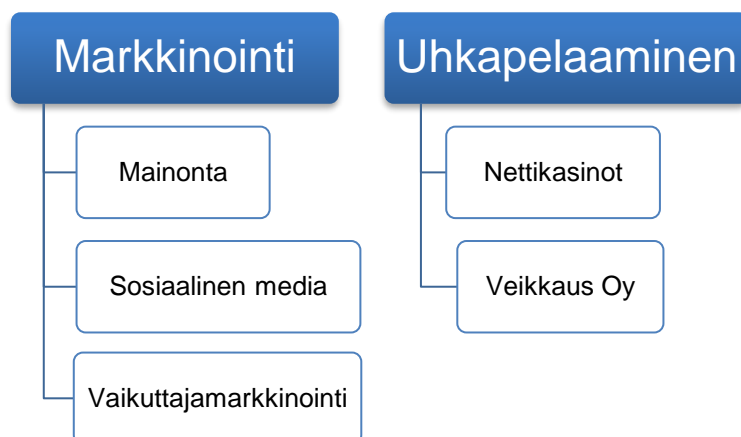 Markkinointi
Mainonta
Sosiaalinen media
Vaikuttajamarkkinointi
Uhkapelaaminen
Nettikasinot
Veikkaus Oy